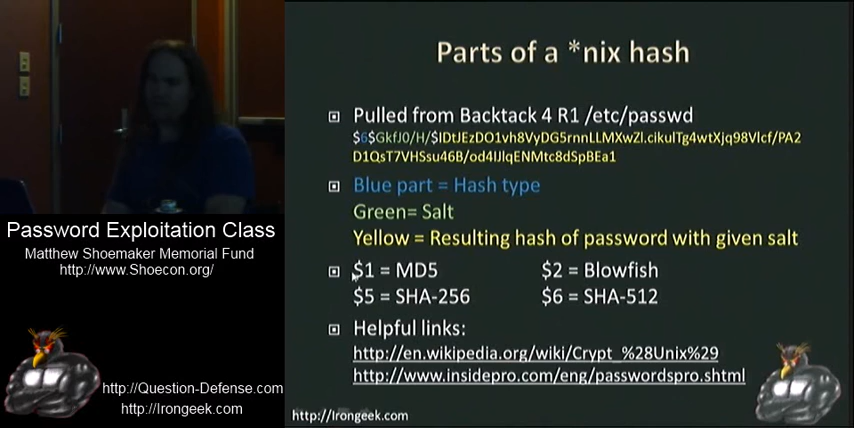 Parts of a *nix hash
Pulled from Backtack 4 R1 /etc/passwd
$6$GkfJ0/H/$IDtJEzDO1vh8VyDG5rnnLLMXwZl.cikulTg4wtXjq98Vlcf/PA2
D1QsT7VHSsu46B/od4IJlqENMtc8dSpBEa1
Blue part = Hash type
Green= Salt
Yellow = Resulting hash of password with given salt
$1 = MD5 $2 = Blowfish
$5 = SHA-256 $6 = SHA-512
Helpful links:
http://en.wikipedia.org/wiki/Crypt_%28Unix%29
http://www.insidepro.com/eng/passwordspro.shtml
http://Irongeek.com
Password Exploitation Class
Matthew Shoemaker Memorial Fund
http://www.Shoecon.org/
http://Question-Defense.com
http://Irongeek.com